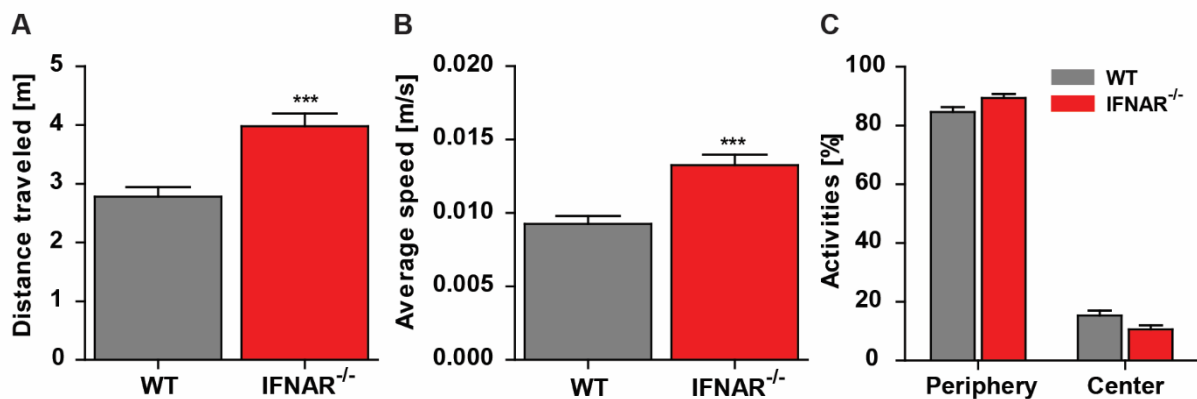 A
Distance traveled [m]
5
4
3
2
1
0
***
WT
IFNAR-/-
B
Average speed [m/s]
0.020
0.015
0.010
0.005
0.000
***
WT
IFNAR-/-
C
Activities [%]
100
80
60
40
20
0
WT
IFNAR-/-
Periphery
Center